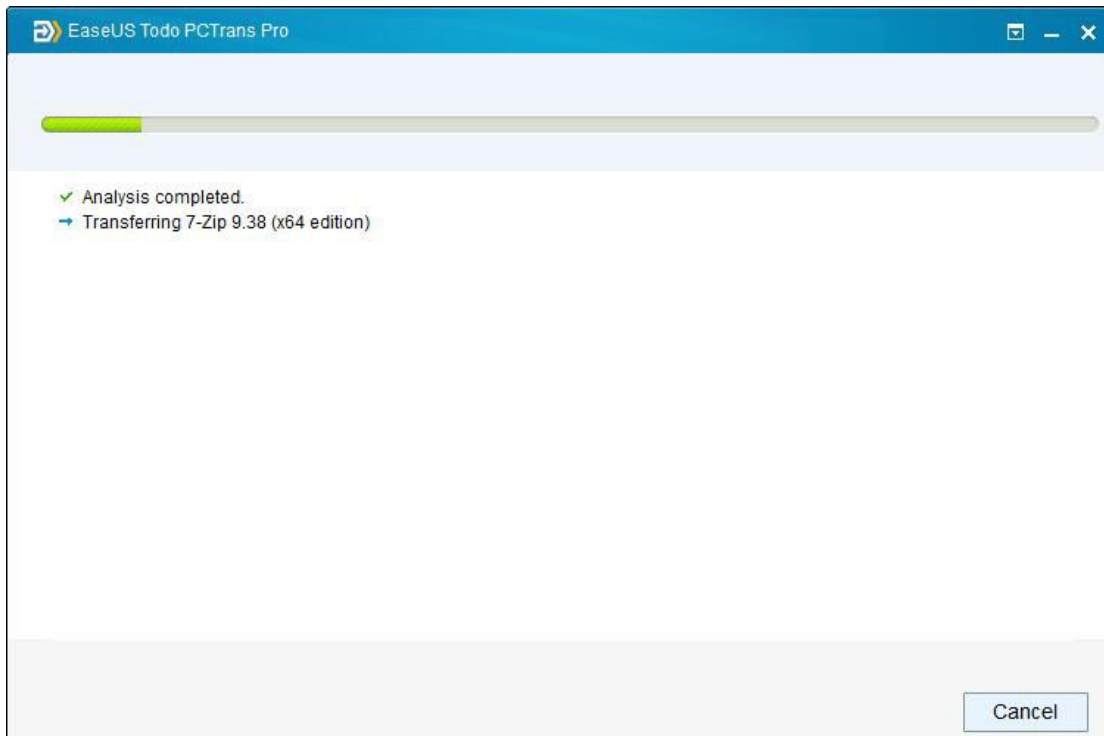 EaseUS Todo PCTrans Pro
Analysis completed.
Transferring 7-Zip 9.38 (x64 edition)
Cancel